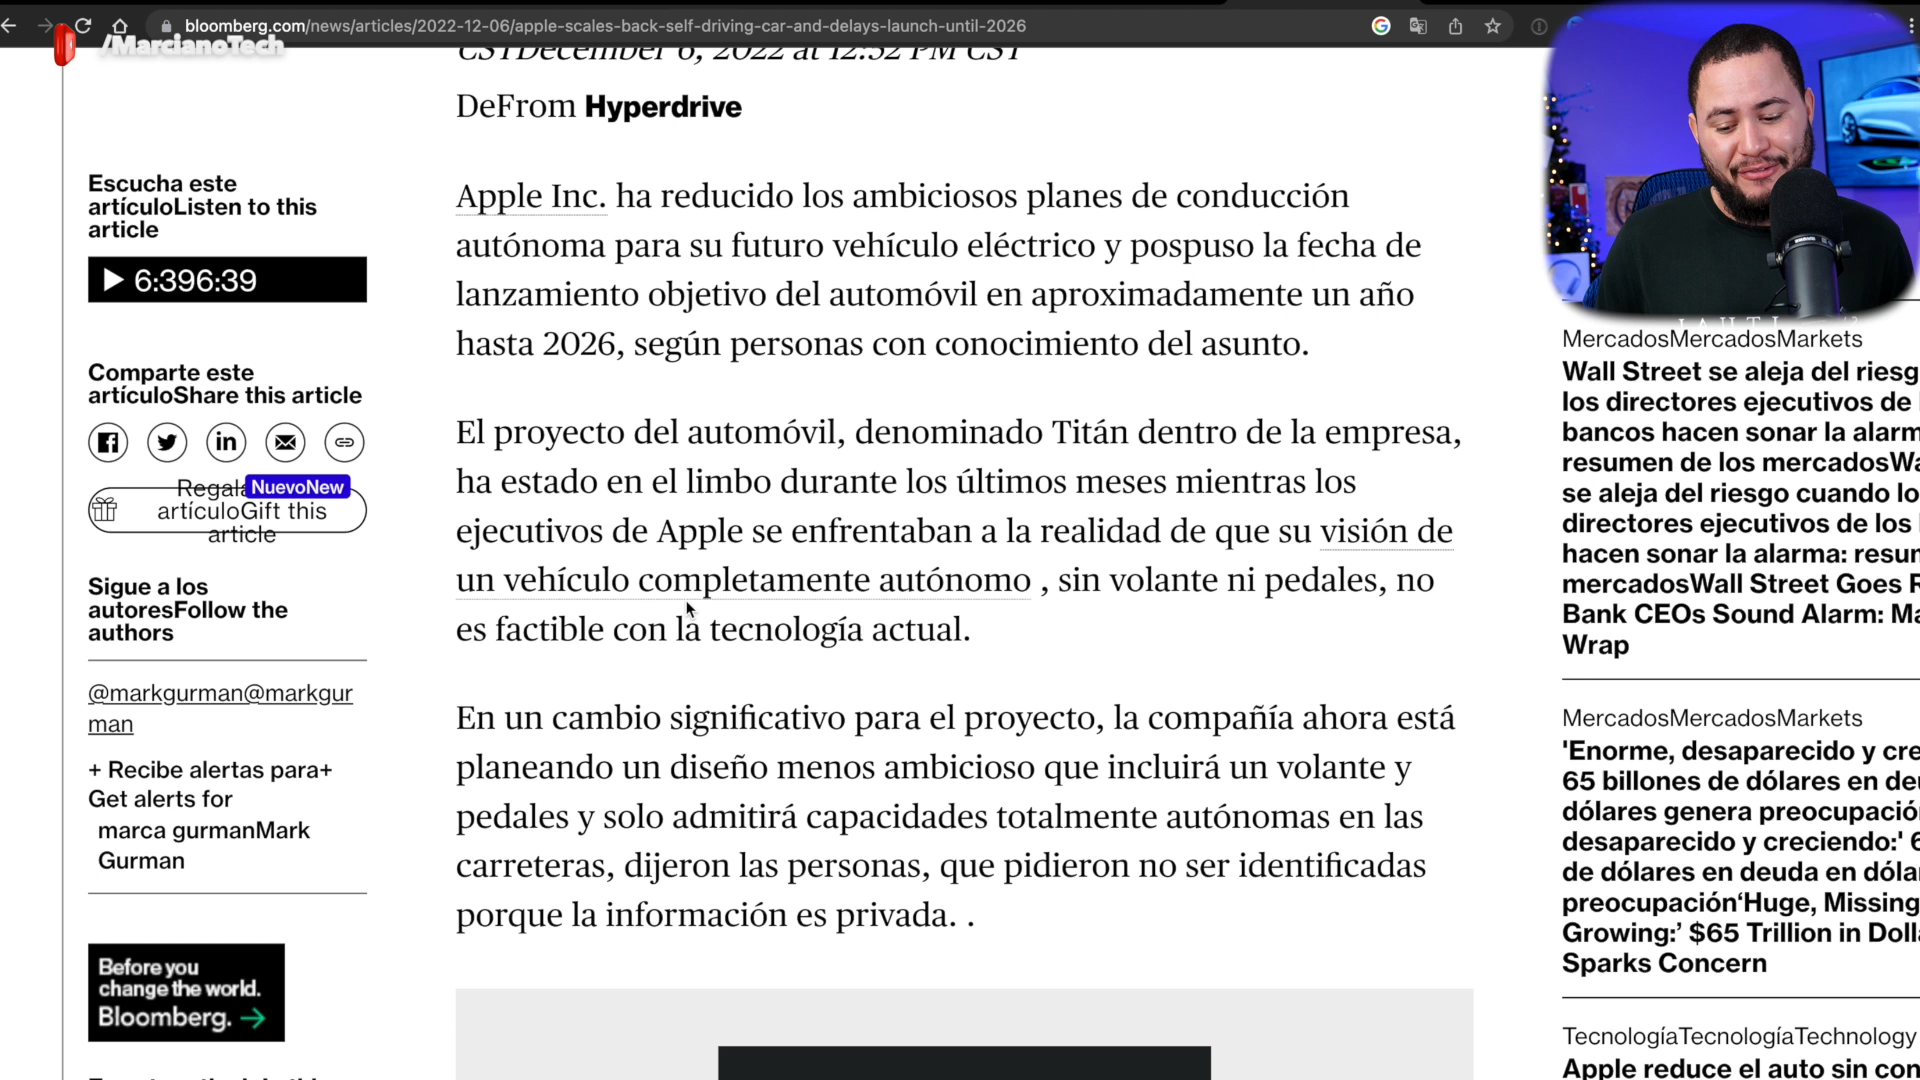 bloomberg.com/news/articles/2022-12-06/apple-scales-back-self-driving-car-and-delays-launch-until-2026
/MarcianoTech
CSTDecember 6, 2022 at 12:52 PM CST
DeFrom Hyperdrive
Escucha este
artículoListen to this
article
6:396:39
Comparte este
artículoShare this article
Regala
NuevoNew
artículoGift this
article
Sigue a los
autoresFollow the
authors
@markgurman@markgur
man
+ Recibe alertas para+
Get alerts for
marca gurmanMark
Gurman
Before you
change the world.
Bloomberg.
Apple Inc. ha reducido los ambiciosos planes de conducción
autónoma para su futuro vehículo eléctrico y pospuso la fecha de
lanzamiento objetivo del automóvil en aproximadamente un año
hasta 2026, según personas con conocimiento del asunto.
El proyecto del automóvil, denominado Titán dentro de la empresa,
ha estado en el limbo durante los últimos meses mientras los
ejecutivos de Apple se enfrentaban a la realidad de que su visión de
un vehículo completamente autónomo , sin volante ni pedales, no
es factible con la tecnología actual.
En un cambio significativo para el proyecto, la compañía ahora está
planeando un diseño menos ambicioso que incluirá un volante y
pedales y solo admitirá capacidades totalmente autónomas en las
carreteras, dijeron las personas, que pidieron no ser identificadas
porque la información es privada. .
MercadosMercadosMarkets
Wall Street se aleja del riesg
los directores ejecutivos de
bancos hacen sonar la alarm
resumen de los mercadosWa
se aleja del riesgo cuando lo
directores ejecutivos de los
hacen sonar la alarma: resum
mercadosWall Street Goes R
Bank CEOs Sound Alarm: Ma
Wrap
MercadosMercadosMarkets
'Enorme, desaparecido y cre
65 billones de dólares en deu
dólares genera preocupación
desaparecido y creciendo:' 6
de dólares en deuda en dóla
preocupación‘Huge, Missing
Growing:’ $65 Trillion in Dolla
Sparks Concern
TecnologíaTecnologíaTechnology
Apple reduce el auto sin con